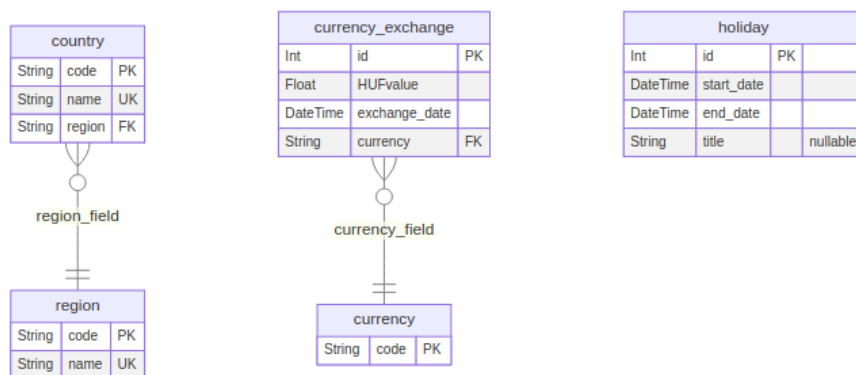 country
String code PK
String name UK
String region FK
region_field
region
String code PK
String name UK
currency_exchange
Int id PK
Float HUFvalue
DateTime exchange_date
String currency FK
currency_field
currency
String code PK
holiday
Int id PK
DateTime start_date
DateTime end_date
String title nullable